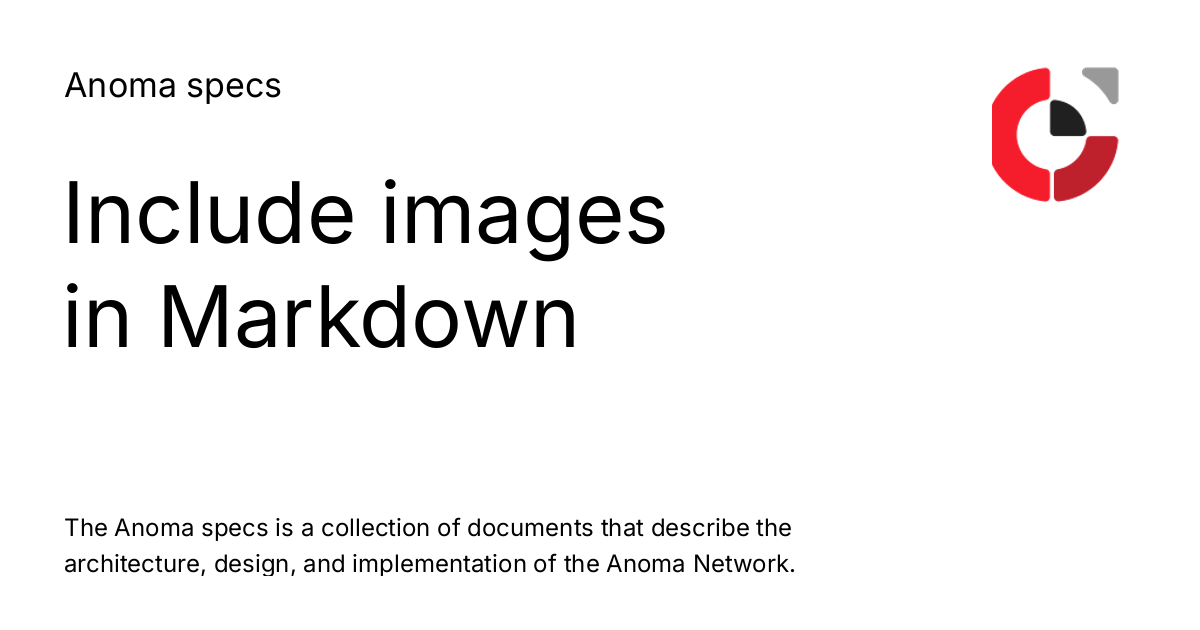 Anoma specs
Include images
in Markdown
The Anoma specs is a collection of documents that describe the
architecture, design, and implementation of the Anoma Network.